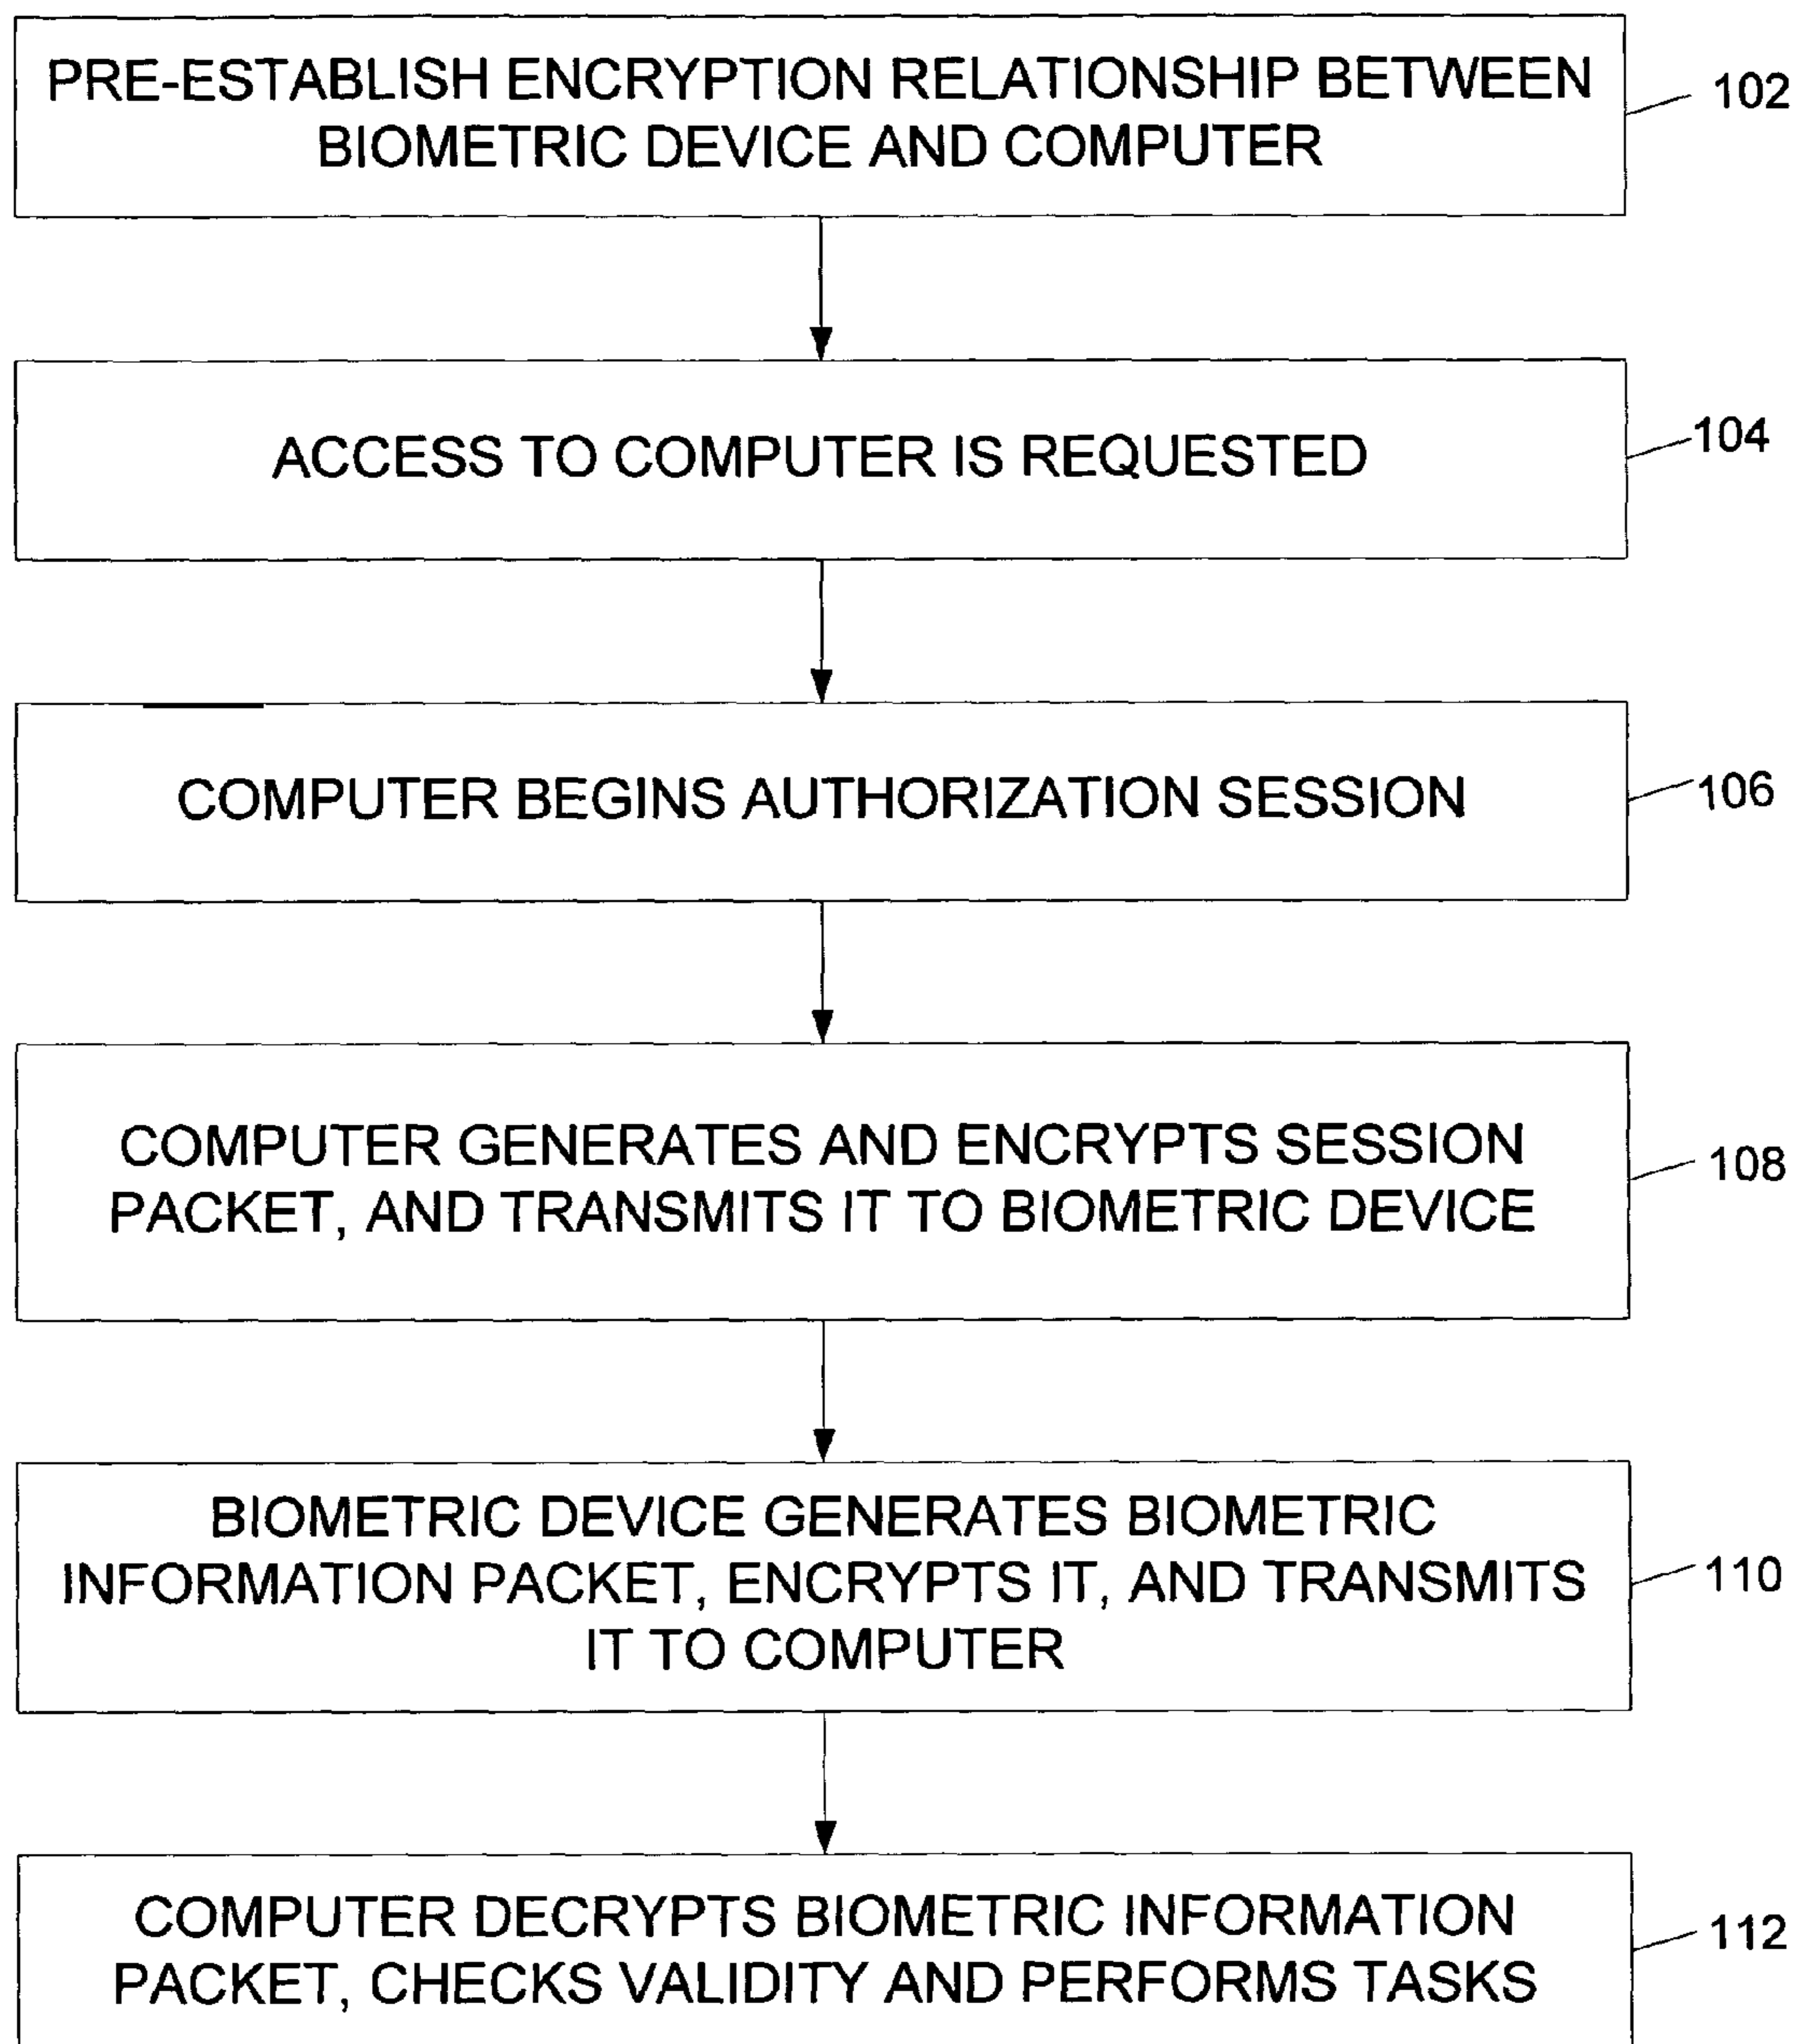 PRE-ESTABLISH ENCRYPTION RELATIONSHIP BETWEEN
BIOMETRIC DEVICE AND COMPUTER
102
ACCESS TO COMPUTER IS REQUESTED
104
COMPUTER BEGINS AUTHORIZATION SESSION
106
COMPUTER GENERATES AND ENCRYPTS SESSION
PACKET, AND TRANSMITS IT TO BIOMETRIC DEVICE
108
BIOMETRIC DEVICE GENERATES BIOMETRIC
INFORMATION PACKET, ENCRYPTS IT, AND TRANSMITS
IT TO COMPUTER
110
COMPUTER DECRYPTS BIOMETRIC INFORMATION
PACKET, CHECKS VALIDITY AND PERFORMS TASKS
112